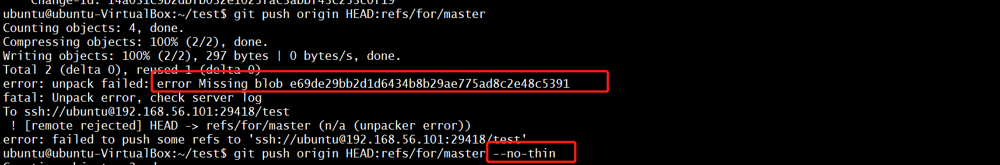 Change-Id: 14a031c9b2dbfb032e1025fac3abbf43c253c0f19
ubuntu@ubuntu-VirtualBox:~/test$ git push origin HEAD:refs/for/master
Counting objects: 4, done.
Compressing objects: 100% (2/2), done.
Writing objects: 100% (2/2), 297 bytes | 0 bytes/s, done.
Total 2 (delta 0), reused 1 (delta 0)
error: unpack failed: error Missing blob e69de29bb2d1d6434b8b29ae775ad8c2e48c5391
fatal: Unpack error, check server log
To ssh://ubuntu@192.168.56.101:29418/test
! [remote rejected] HEAD -> refs/for/master (n/a (unpacker error))
error: failed to push some refs to 'ssh://ubuntu@192.168.56.101:29418/test'
ubuntu@ubuntu-VirtualBox:~/test$ git push origin HEAD:refs/for/master --no-thin